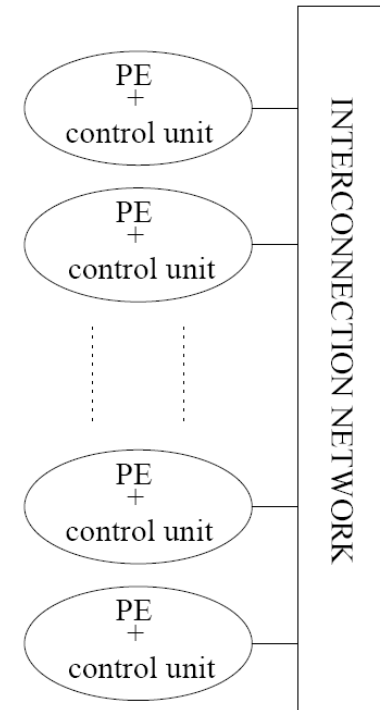 PE
+
control unit
PE
+
control unit
PE
+
control unit
PE
+
control unit
INTERCONNECTION NETWORK